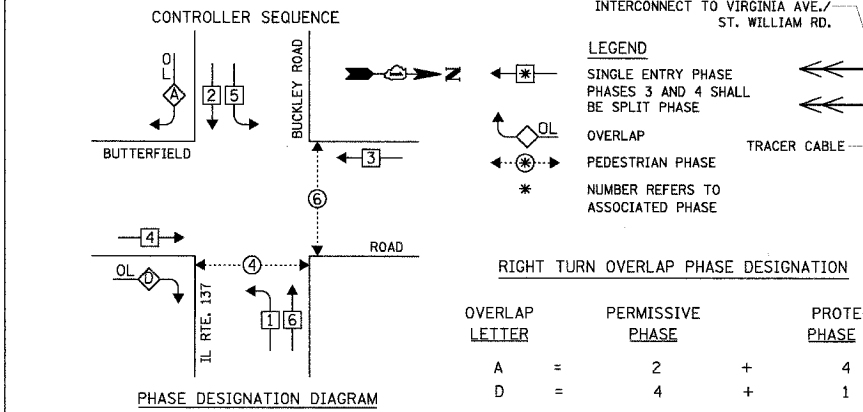 CONTROLLER SEQUENCE
OL
A
2
5
BUCKLEY ROAD
N
BUTTERFIELD
3
6
4
ROAD
OL
D
4
IL RTE. 137
1
6
PHASE DESIGNATION DIAGRAM
INTERCONNECT TO VIRGINIA AVE./
ST. WILLIAM RD.
LEGEND
*
SINGLE ENTRY PHASE
PHASES 3 AND 4 SHALL
BE SPLIT PHASE
OL
OVERLAP
TRACER CABLE
*
PEDESTRIAN PHASE
*
NUMBER REFERS TO
ASSOCIATED PHASE
RIGHT TURN OVERLAP PHASE DESIGNATION
OVERLAP PERMISSIVE PROTE
LETTER PHASE PHASE
A = 2 + 4
D = 4 + 1